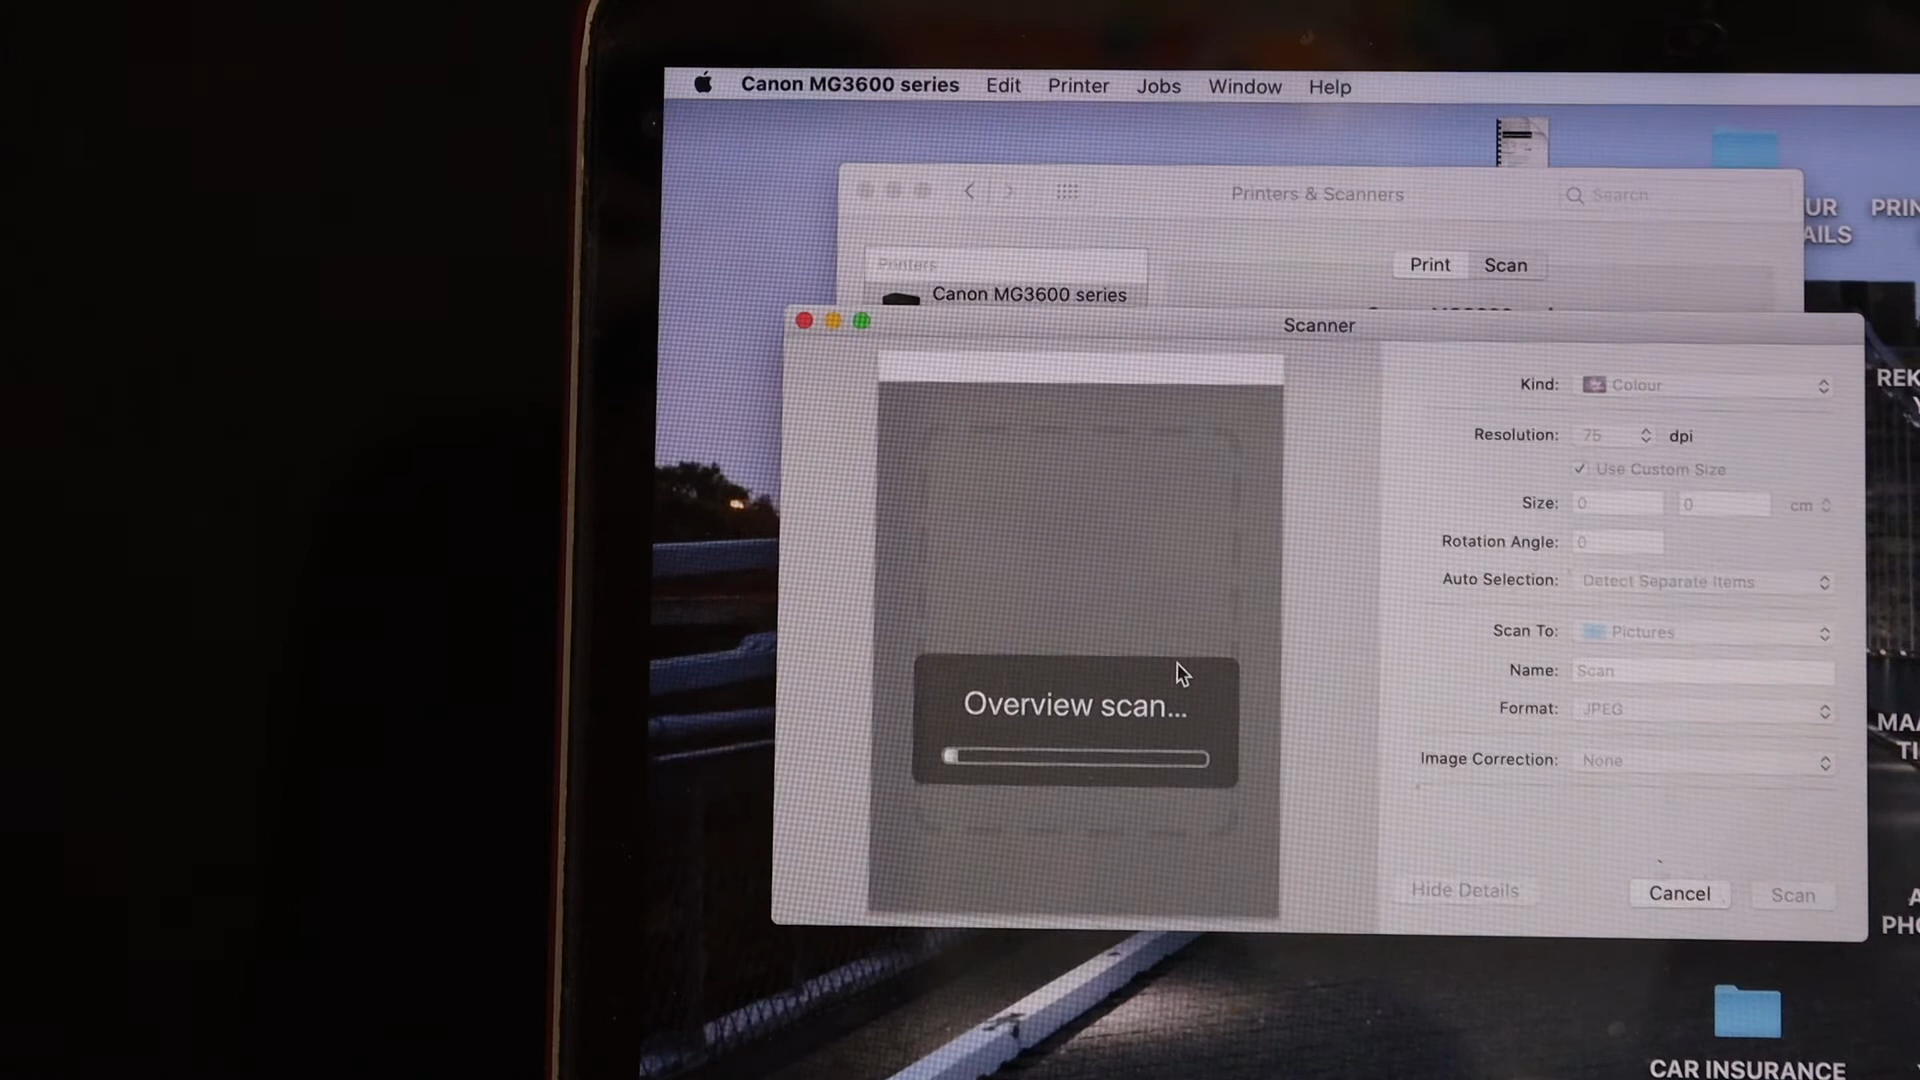 Canon MG3600 series Edit Printer Jobs Window Help
Printers & Scanners
Search
Printers
Print Scan
Canon MG3600 series
Scanner
Kind: Colour
Resolution: 75 dpi
✓ Use Custom Size
Size: 0 0 cm
Rotation Angle: 0
Auto Selection: Detect Separate Items
Scan To: Pictures
Name: Scan
Format: JPEG
Image Correction: None
Overview scan...
Hide Details Cancel Scan
UR
AILS
PRIN
REK
MAA
TI
A
PHO
CAR INSURANCE